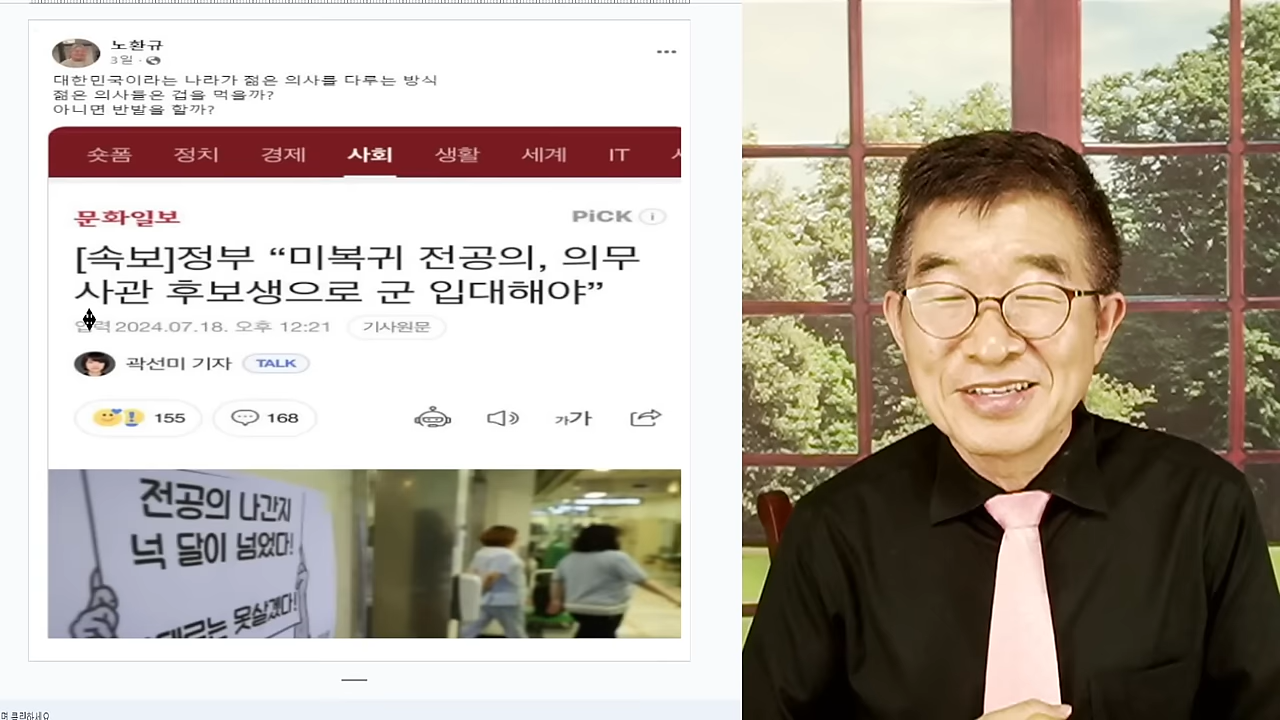 노환규
3일 ·
대한민국이라는 나라가 젊은 의사를 다루는 방식
젊은 의사들은 겁을 먹을까?
아니면 반발을 할까?
숏폼 정치 경제 사회 생활 세계 IT
문화일보 PiCK
[속보]정부 “미복귀 전공의, 의무
사관 후보생으로 군 입대해야”
입력 2024.07.18. 오후 12:21 기사원문
곽선미 기자 TALK
155 168 가가
전공의 나간지
넉 달이 넘었다!
못살겠다!